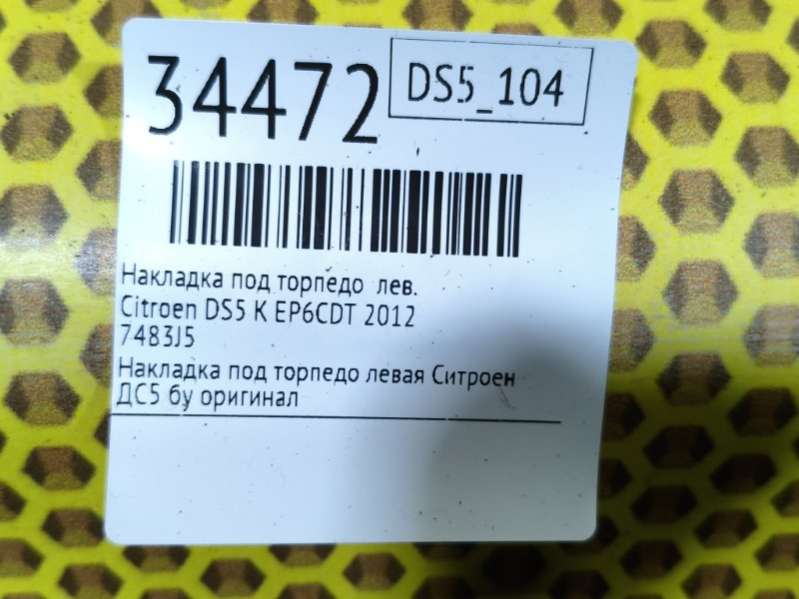 34472
DS5_104
Накладка под торпедо лев.
Citroen DS5 K EP6CDT 2012
7483J5
Накладка под торпедо левая Ситроен
ДС5 бу оригинал